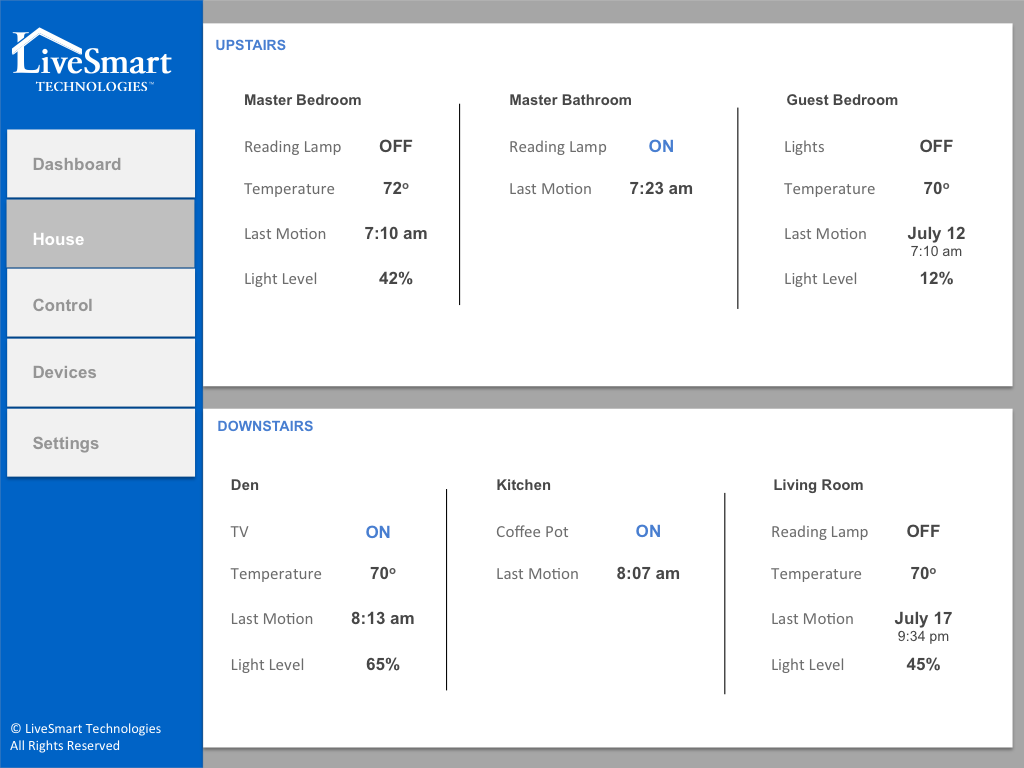 LiveSmart
TECHNOLOGIES™
Dashboard
House
Control
Devices
Settings
© LiveSmart Technologies
All Rights Reserved
UPSTAIRS
Master Bedroom
Reading Lamp OFF
Temperature 72º
Last Motion 7:10 am
Light Level 42%
Master Bathroom
Reading Lamp ON
Last Motion 7:23 am
Guest Bedroom
Lights OFF
Temperature 70º
Last Motion July 12
7:10 am
Light Level 12%
DOWNSTAIRS
Den
TV ON
Temperature 70º
Last Motion 8:13 am
Light Level 65%
Kitchen
Coffee Pot ON
Last Motion 8:07 am
Living Room
Reading Lamp OFF
Temperature 70º
Last Motion July 17
9:34 pm
Light Level 45%